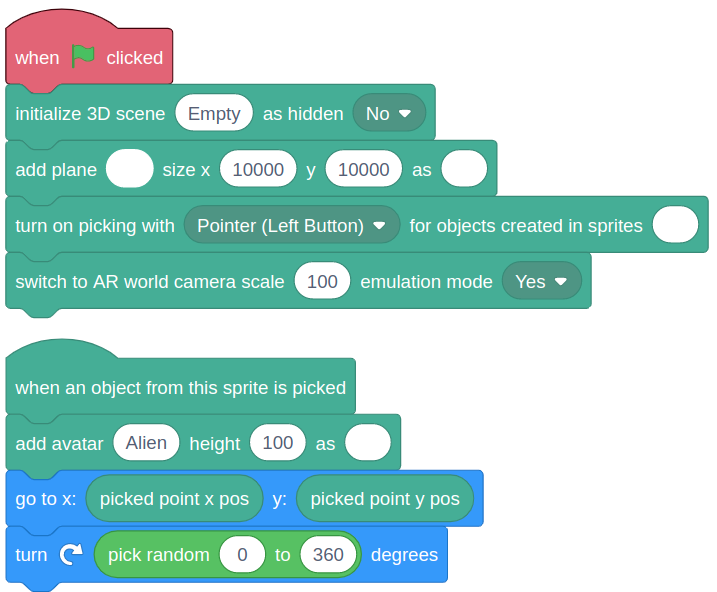 when clicked
initialize 3D scene Empty as hidden No
add plane size x 10000 y 10000 as
turn on picking with Pointer (Left Button) for objects created in sprites
switch to AR world camera scale 100 emulation mode Yes
when an object from this sprite is picked
add avatar Alien height 100 as
go to x: picked point x pos y: picked point y pos
turn pick random 0 to 360 degrees